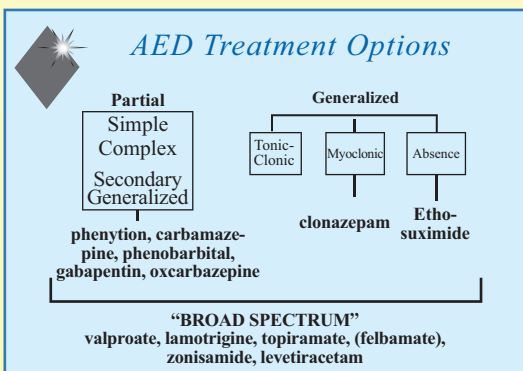 AED Treatment Options
Partial
Simple
Complex
Secondary
Generalized
phenytion, carbamaze-
pine, phenobarbital,
gabapentin, oxcarbazepine
Generalized
Tonic-
Clonic
Myoclonic
Absence
clonazepam
Etho-
suximide
“BROAD SPECTRUM”
valproate, lamotrigine, topiramate, (felbamate),
zonisamide, levetiracetam